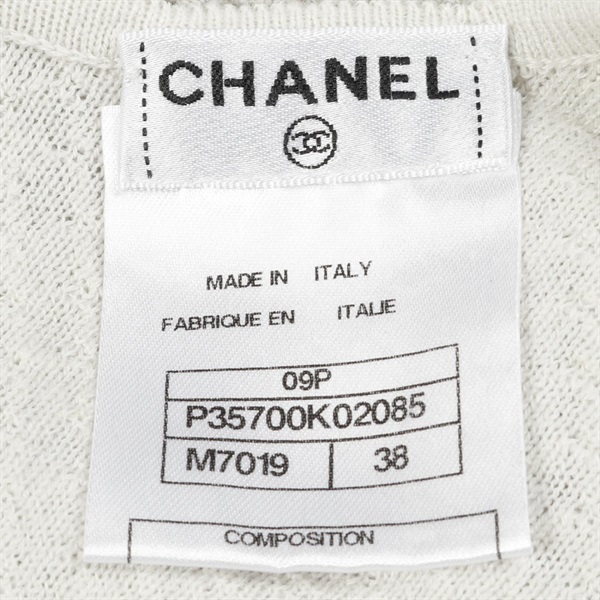 CHANEL
MADE IN ITALY
FABRIQUE EN ITALIE
09P
P35700K02085
M7019 38
COMPOSITION